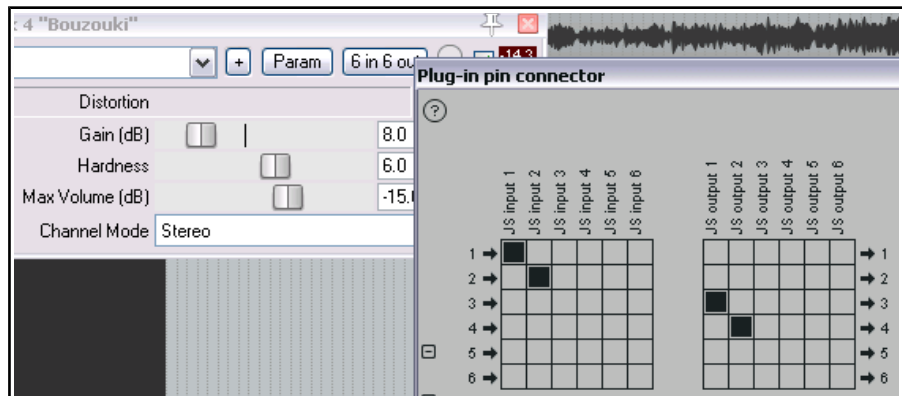 : 4 "Bouzouki"
+ Param 6 in 6 out -14.3
Plug-in pin connector
?
Distortion
Gain (dB) 8.0
Hardness 6.0
Max Volume (dB) -15.0
Channel Mode Stereo
JS input 1
JS input 2
JS input 3
JS input 4
JS input 5
JS input 6
JS output 1
JS output 2
JS output 3
JS output 4
JS output 5
JS output 6
1 ➔ ➔ 1
2 ➔ ➔ 2
3 ➔ ➔ 3
4 ➔ ➔ 4
5 ➔ ➔ 5
6 ➔ ➔ 6